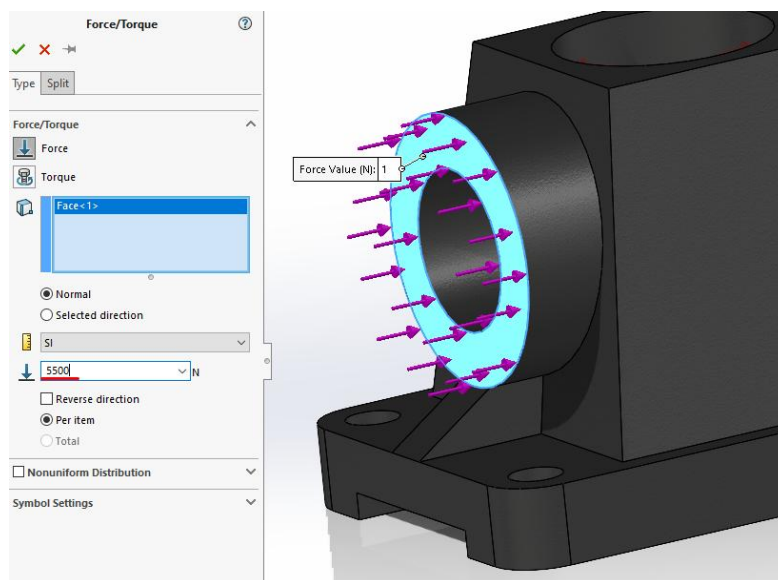 Force/Torque
Type Split
Force/Torque
Force
Torque
Face<1>
Normal
Selected direction
SI
5500 N
Reverse direction
Per item
Total
Nonuniform Distribution
Symbol Settings
Force Value (N): 1